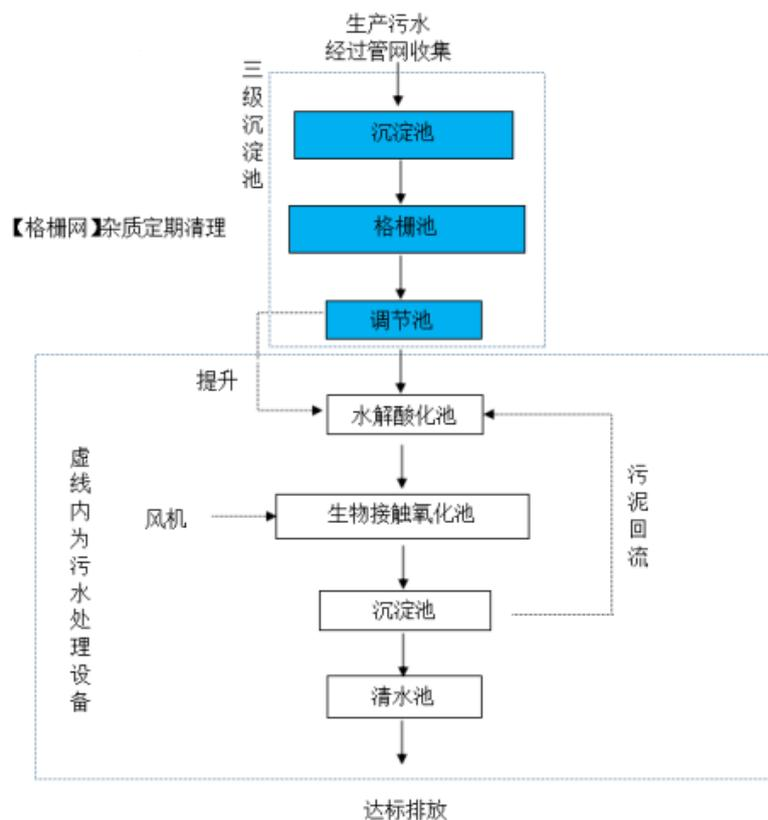 生产污水
经过管网收集
三级沉淀池
沉淀池
【格栅网】杂质定期清理
格栅池
调节池
提升
水解酸化池
虚线内为污水处理设备
污泥回流
风机
生物接触氧化池
沉淀池
清水池
达标排放